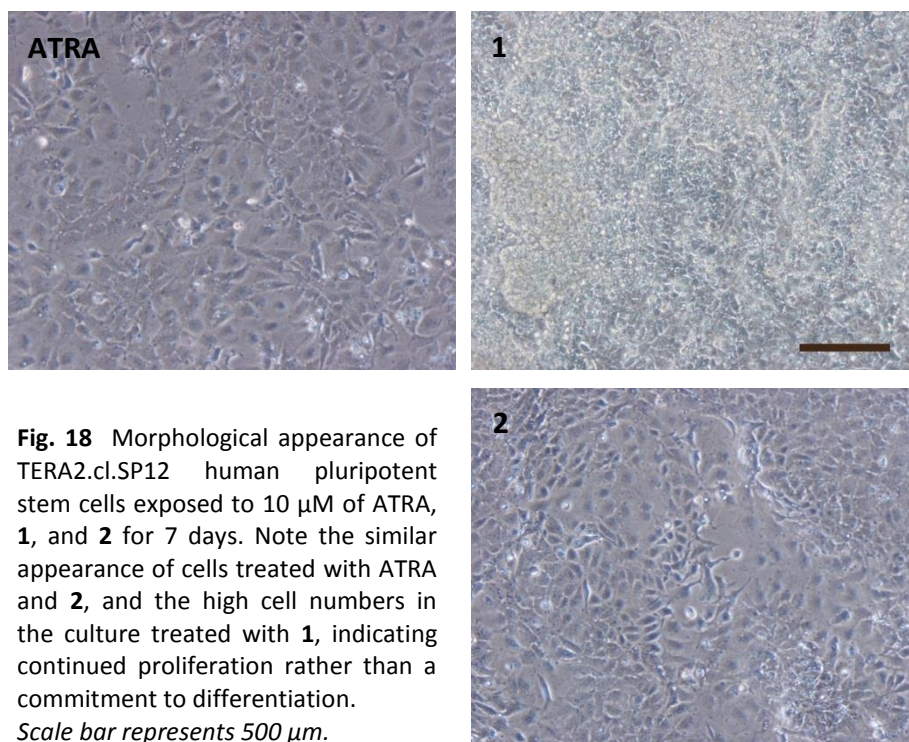 ATRA
1
2
Fig. 18 Morphological appearance of
TERA2.cl.SP12 human pluripotent
stem cells exposed to 10 µM of ATRA,
1, and 2 for 7 days. Note the similar
appearance of cells treated with ATRA
and 2, and the high cell numbers in
the culture treated with 1, indicating
continued proliferation rather than a
commitment to differentiation.
Scale bar represents 500 µm.